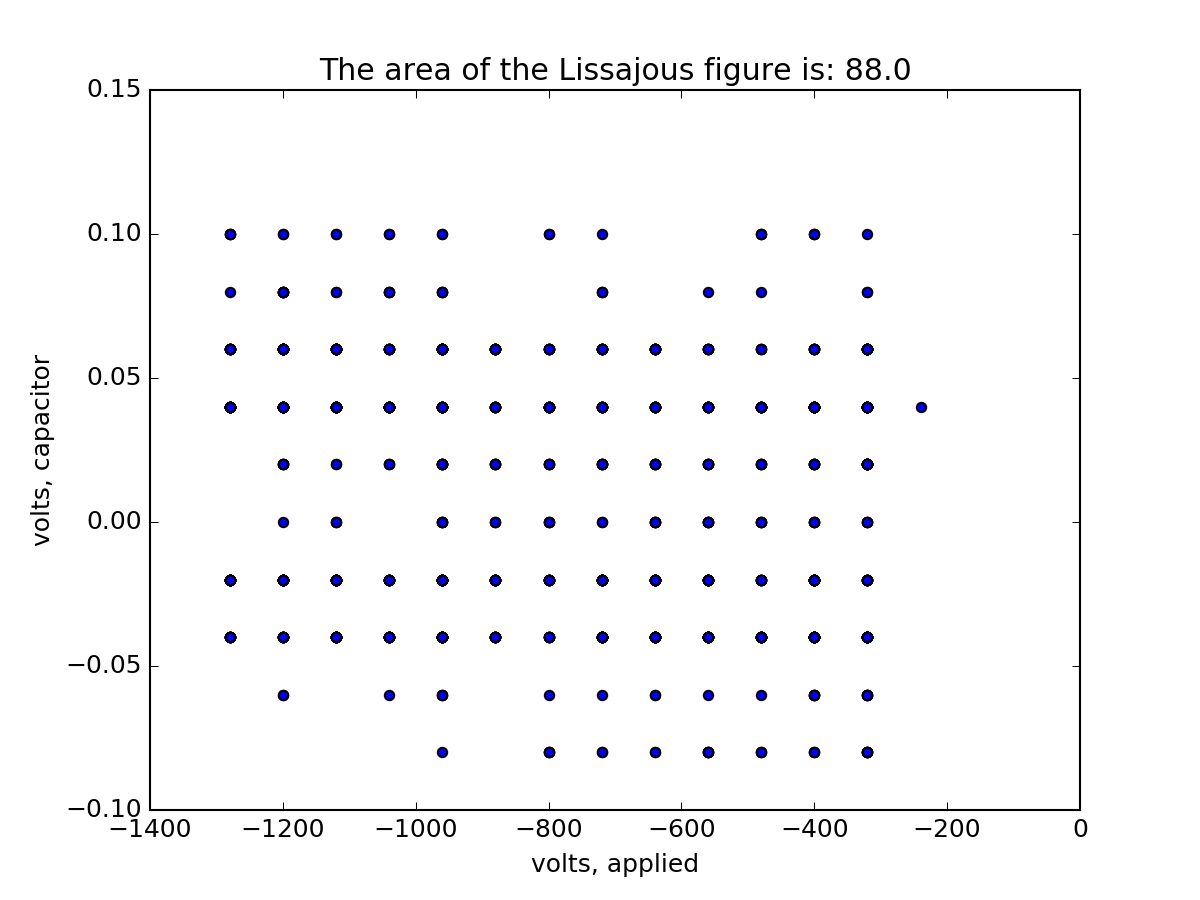 The area of the Lissajous figure is: 88.0
0.15
0.10
0.05
0.00
−0.05
−0.10
volts, capacitor
−1400 −1200 −1000 −800 −600 −400 −200 0
volts, applied